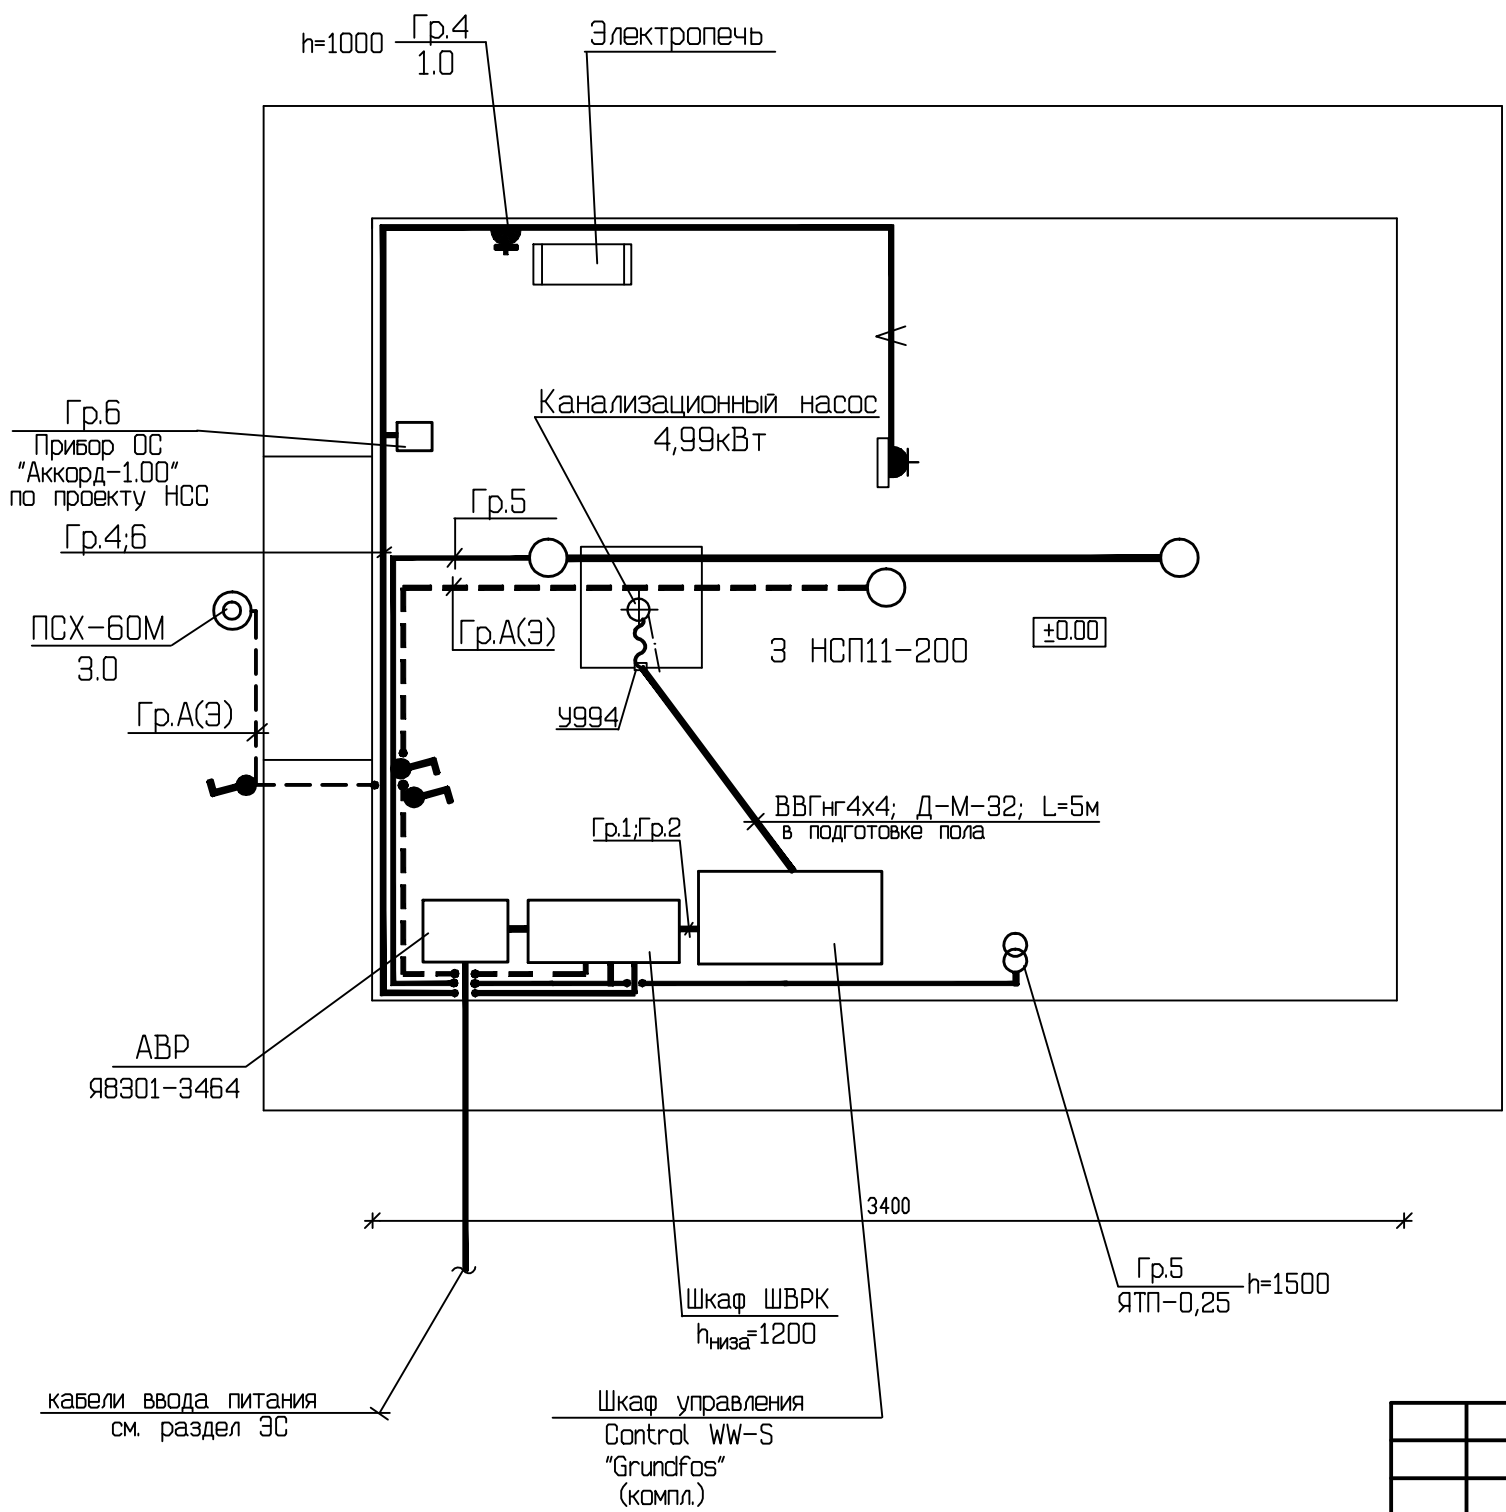 h=1000
Гр.4
1.0
Электропечь
Гр.6
Прибор ОС
"Аккорд-1.00"
по проекту НСС
Гр.4;6
Канализационный насос
4,99кВт
Гр.5
ПСХ-60М
3.0
Гр.А(Э)
Гр.А(Э)
3 НСП11-200
±0.00
У994
ВВГнг4х4; Д-М-32; L=5м
в подготовке пола
Гр.1;Гр.2
АВР
Я8301-3464
3400
Гр.5
ЯТП-0,25
h=1500
Шкаф ШВРК
hниза=1200
кабели ввода питания
см. раздел ЭС
Шкаф управления
Control WW-S
"Grundfos"
(компл.)